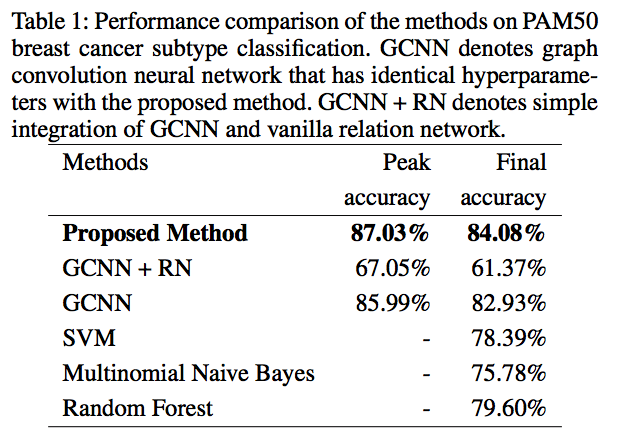 Table 1: Performance comparison of the methods on PAM50
breast cancer subtype classification. GCNN denotes graph
convolution neural network that has identical hyperparame-
ters with the proposed method. GCNN + RN denotes simple
integration of GCNN and vanilla relation network.
Methods Peak accuracy Final accuracy
Proposed Method 87.03% 84.08%
GCNN + RN 67.05% 61.37%
GCNN 85.99% 82.93%
SVM - 78.39%
Multinomial Naive Bayes - 75.78%
Random Forest - 79.60%